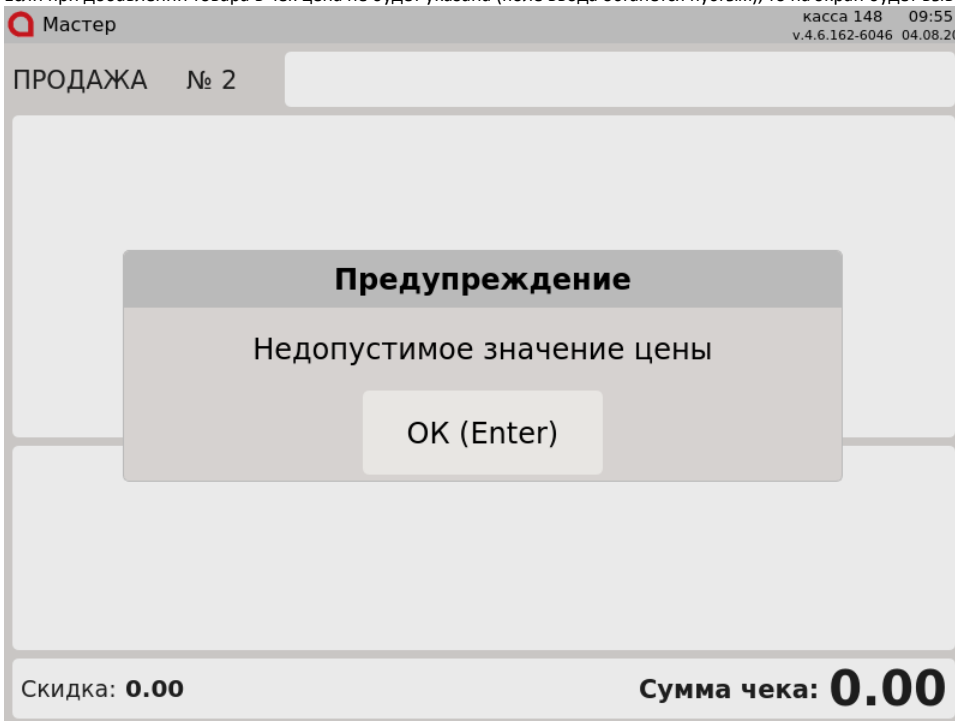 Мастер
касса 148 09:55
v.4.6.162-6046 04.08.20
ПРОДАЖА № 2
Предупреждение
Недопустимое значение цены
ОК (Enter)
Скидка: 0.00
Сумма чека: 0.00